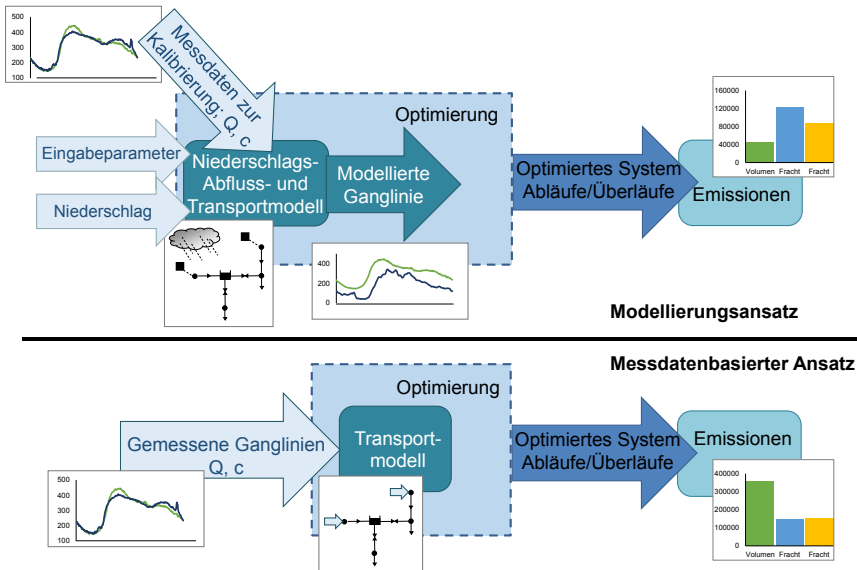 500
400
300
200
100
Messdaten zur
Kalibrierung; Q, c
Optimierung
Eingabeparameter
Niederschlag
Niederschlags-
Abfluss- und
Transportmodell
Modellierte
Ganglinie
Optimiertes System
Abläufe/Überläufe
160000
120000
80000
40000
0
Volumen Fracht Fracht
Emissionen
400
200
0
Modellierungsansatz
Messdatenbasierter Ansatz
Optimierung
Gemessene Ganglinien
Q, c
Transport-
modell
Optimiertes System
Abläufe/Überläufe
Emissionen
500
400
300
200
100
400000
300000
200000
100000
0
Volumen Fracht Fracht